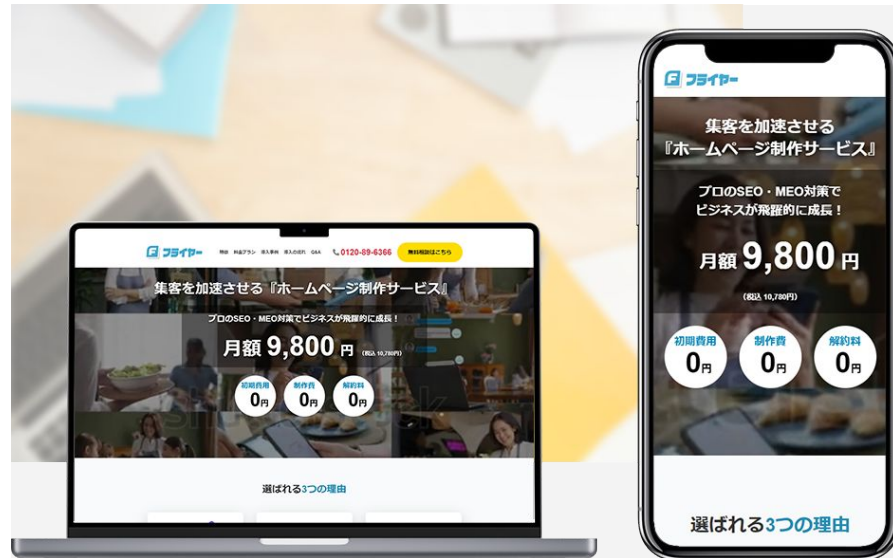 フライヤー
特徴 料金プラン 導入事例 導入の流れ Q&A
0120-89-6366
無料相談はこちら
集客を加速させる『ホームページ制作サービス』
プロのSEO・MEO対策でビジネスが飛躍的に成長！
月額 9,800 円 (税込 10,780円)
初期費用 0円
制作費 0円
解約料 0円
選ばれる3つの理由
フライヤー
集客を加速させる
『ホームページ制作サービス』
プロのSEO・MEO対策で
ビジネスが飛躍的に成長！
月額 9,800 円
(税込 10,780円)
初期費用 0円
制作費 0円
解約料 0円
選ばれる3つの理由